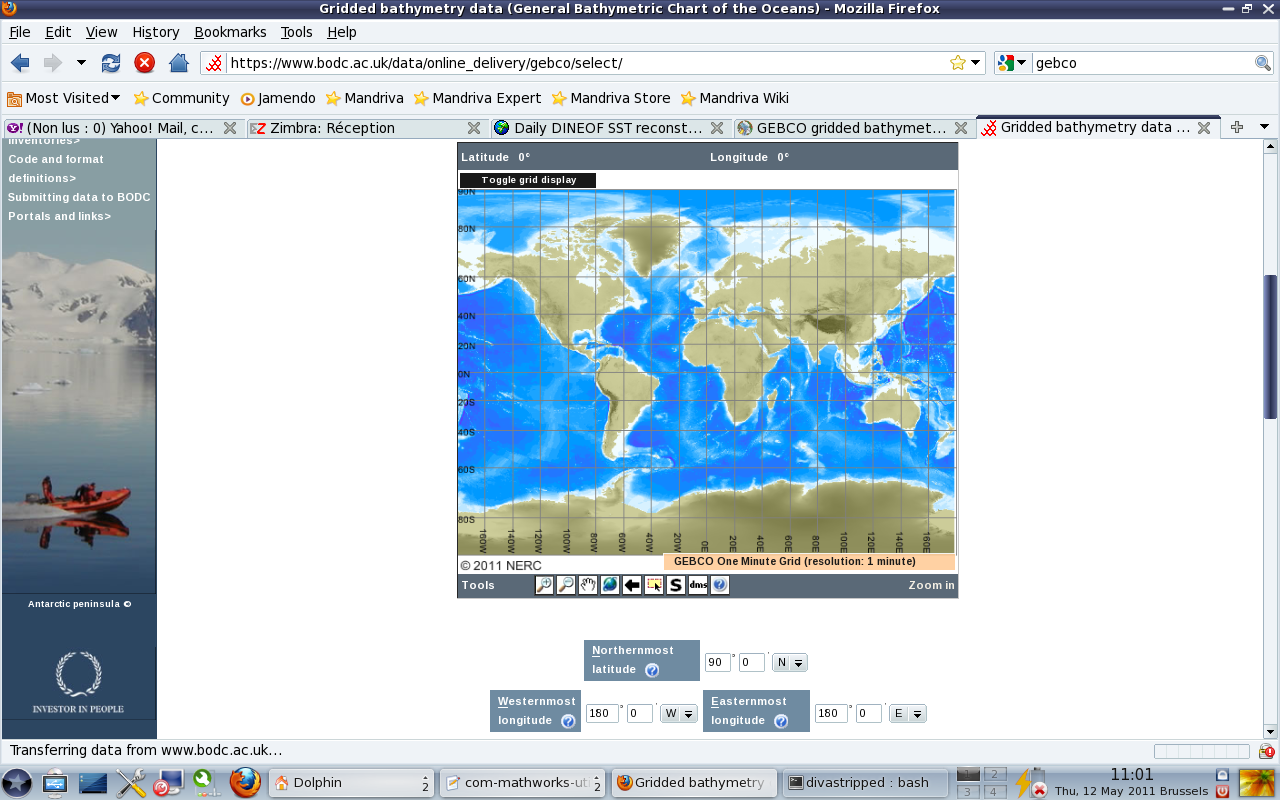 Gridded bathymetry data (General Bathymetric Chart of the Oceans) - Mozilla Firefox
File Edit View History Bookmarks Tools Help
https://www.bodc.ac.uk/data/online_delivery/gebco/select/ gebco
Most Visited Community Jamendo Mandriva Mandriva Expert Mandriva Store Mandriva Wiki
(Non lus : 0) Yahoo! Mail, c... Zimbra: Réception Daily DINEOF SST reconst... GEBCO gridded bathymet... Gridded bathymetry data ...
inventories>
Code and format
definitions>
Submitting data to BODC
Portals and links>
Antarctic peninsula ©
INVESTOR IN PEOPLE
Latitude 0° Longitude 0°
Toggle grid display
90N
80N
60N
40N
20N
0N
20S
40S
60S
80S
160W 140W 120W 100W 80W 60W 40W 20W 0E 20E 40E 60E 80E 100E 120E 140E 160E
GEBCO One Minute Grid (resolution: 1 minute)
© 2011 NERC
Tools S dms Zoom in
Northernmost
latitude 90 ° 0 ' N
Westernmost
longitude 180 ° 0 ' W
Easternmost
longitude 180 ° 0 ' E
Transferring data from www.bodc.ac.uk...
Dolphin 2 com-mathworks-ut 2 Gridded bathymetry divastripped : bash 1 2 3 4 11:01
Thu, 12 May 2011 Brussels